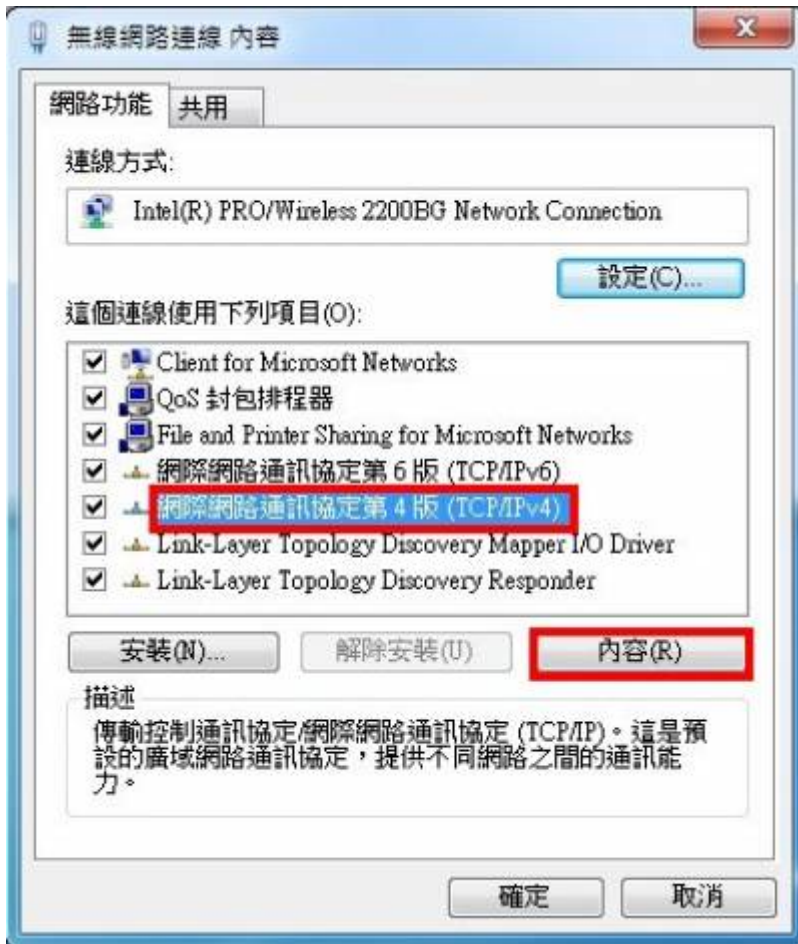 無線網路連線 內容
網路功能
共用
連線方式:
Intel(R) PRO/Wireless 2200BG Network Connection
設定(C)...
這個連線使用下列項目(O):
Client for Microsoft Networks
QoS 封包排程器
File and Printer Sharing for Microsoft Networks
網際網路通訊協定第 6 版 (TCP/IPv6)
網際網路通訊協定第 4 版 (TCP/IPv4)
Link-Layer Topology Discovery Mapper I/O Driver
Link-Layer Topology Discovery Responder
安裝(N)...
解除安裝(U)
內容(R)
描述
傳輸控制通訊協定/網際網路通訊協定 (TCP/IP)。這是預
設的廣域網路通訊協定，提供不同網路之間的通訊能
力。
確定
取消